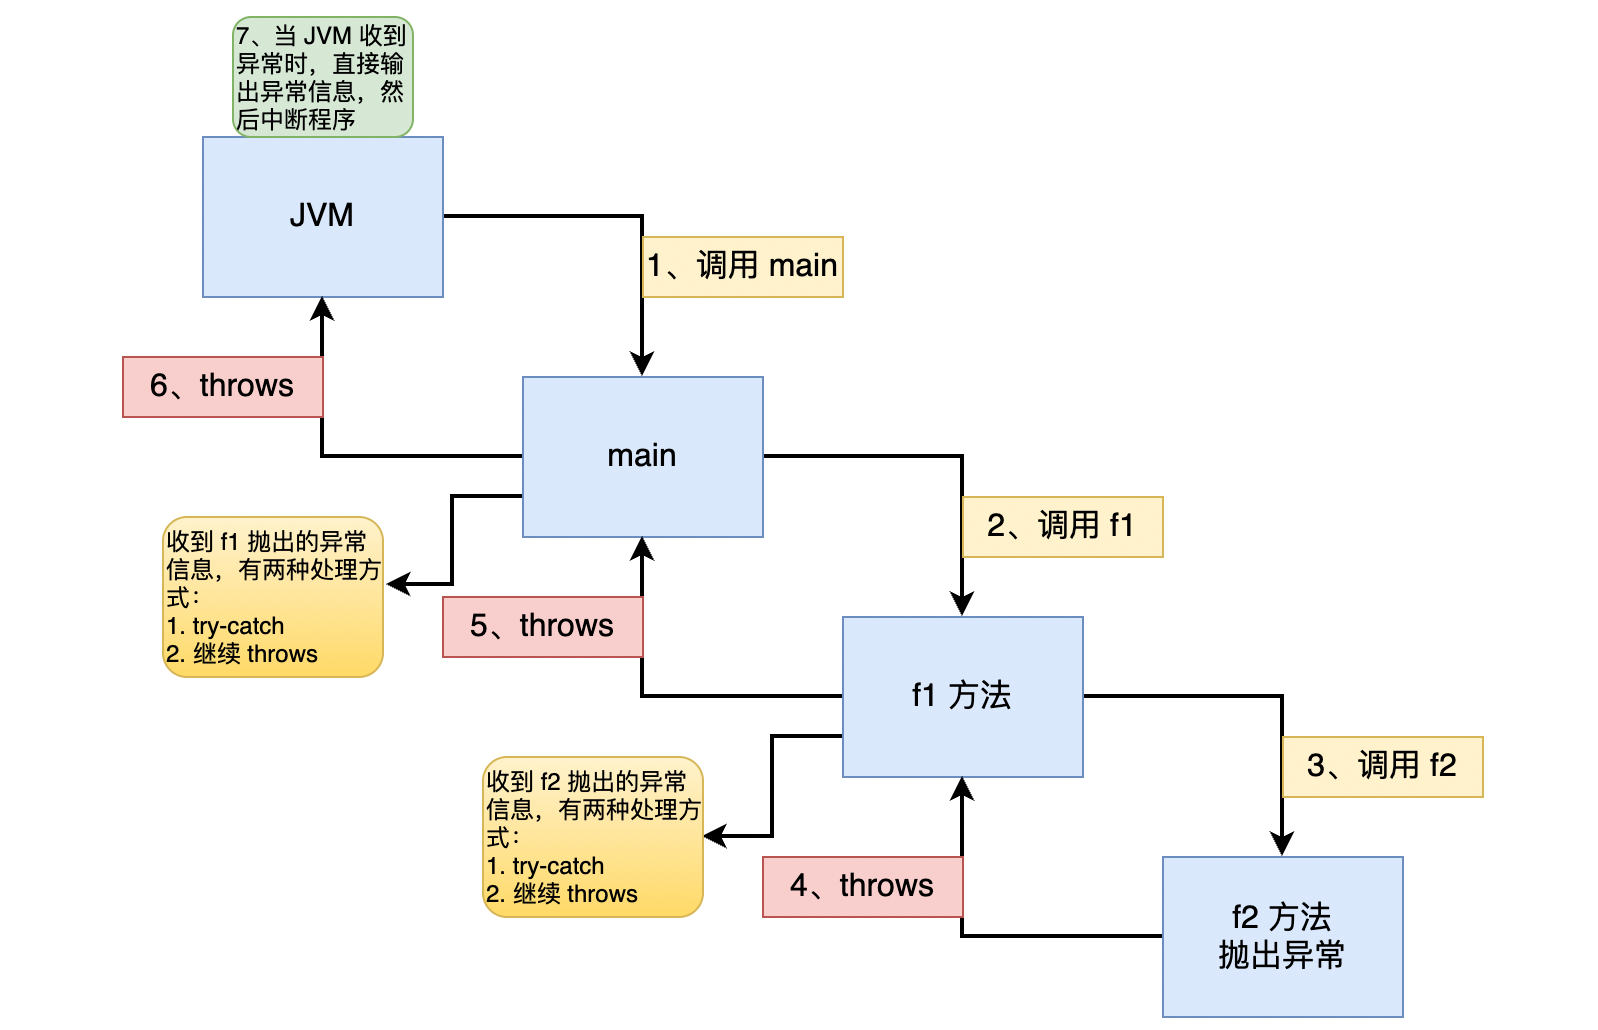 7、当 JVM 收到
异常时，直接输
出异常信息，然
后中断程序
JVM
1、调用 main
6、throws
main
2、调用 f1
收到 f1 抛出的异常
信息，有两种处理方
式：
1. try-catch
2. 继续 throws
5、throws
f1 方法
3、调用 f2
收到 f2 抛出的异常
信息，有两种处理方
式：
1. try-catch
2. 继续 throws
4、throws
f2 方法
抛出异常